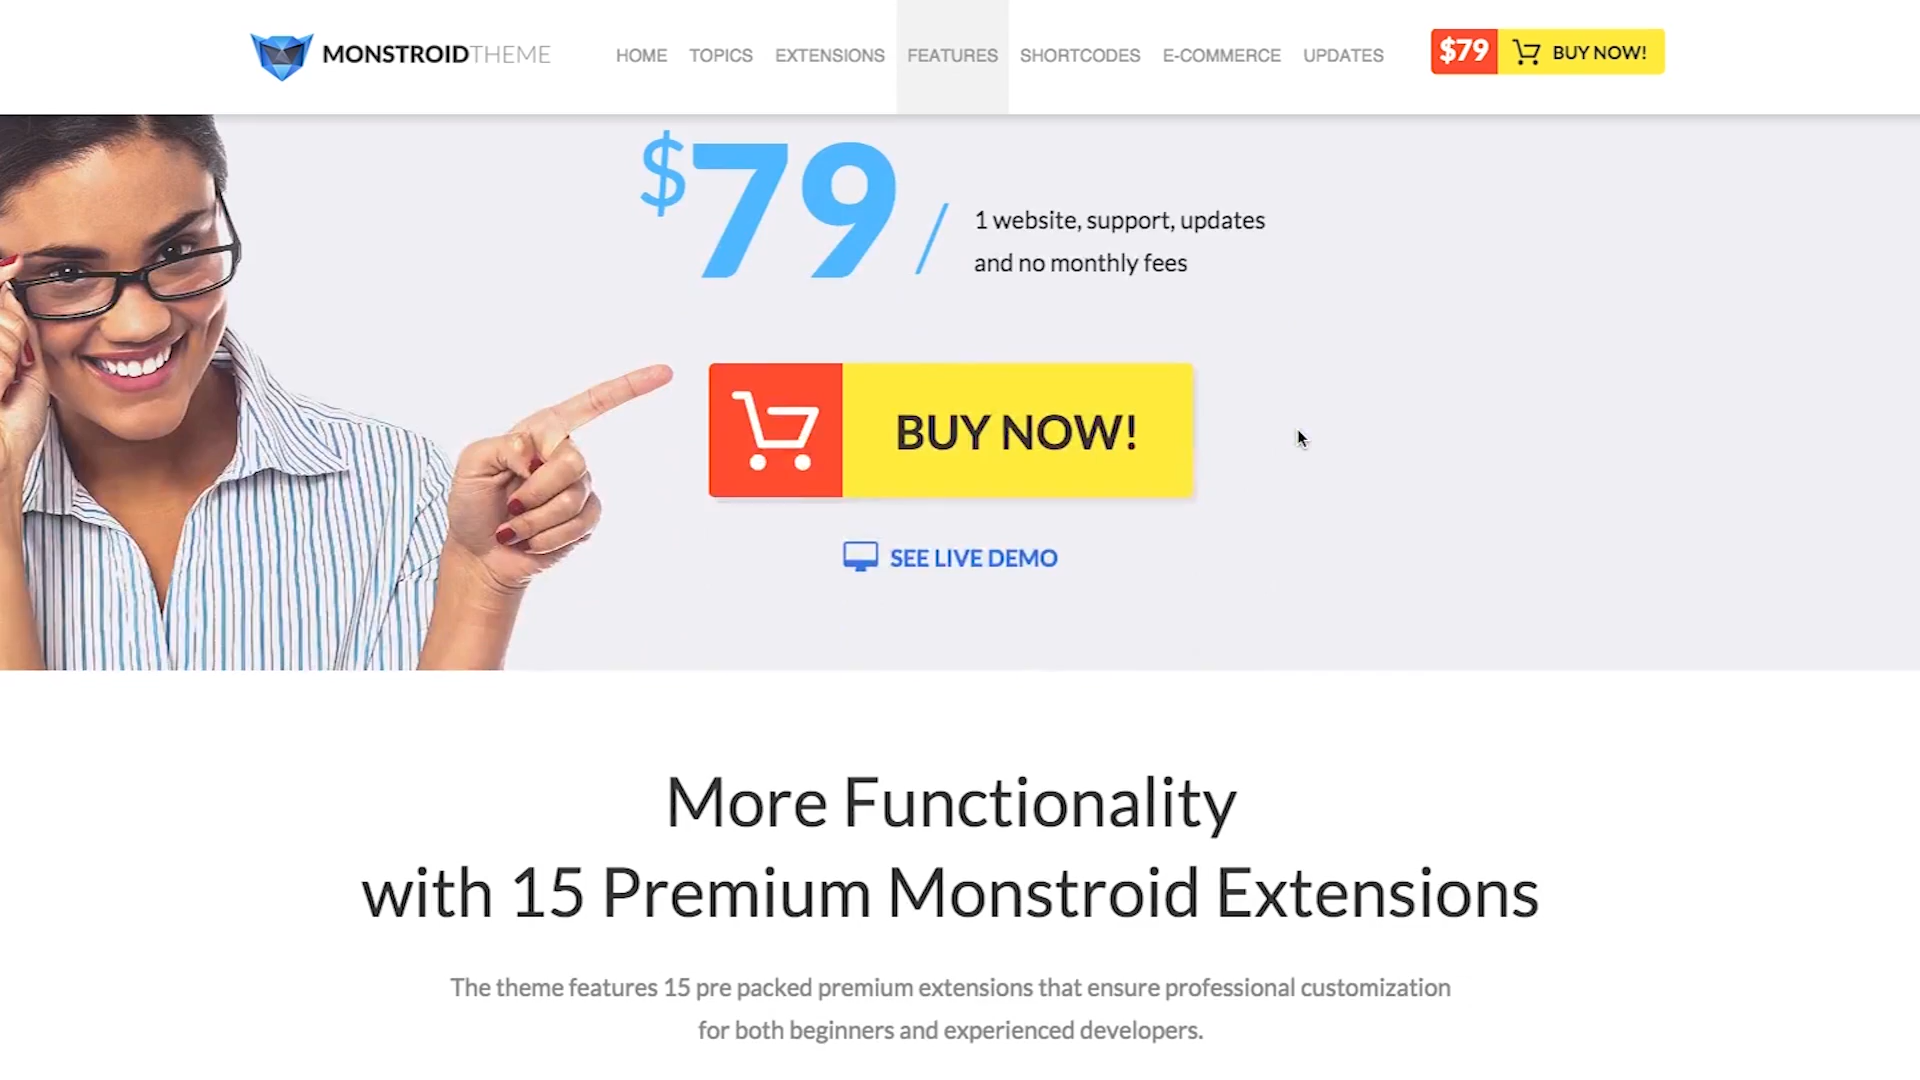 MONSTROIDTHEME
HOME TOPICS EXTENSIONS FEATURES SHORTCODES E-COMMERCE UPDATES
$79 BUY NOW!
$79 / 1 website, support, updates
and no monthly fees
BUY NOW!
SEE LIVE DEMO
More Functionality
with 15 Premium Monstroid Extensions
The theme features 15 pre packed premium extensions that ensure professional customization
for both beginners and experienced developers.